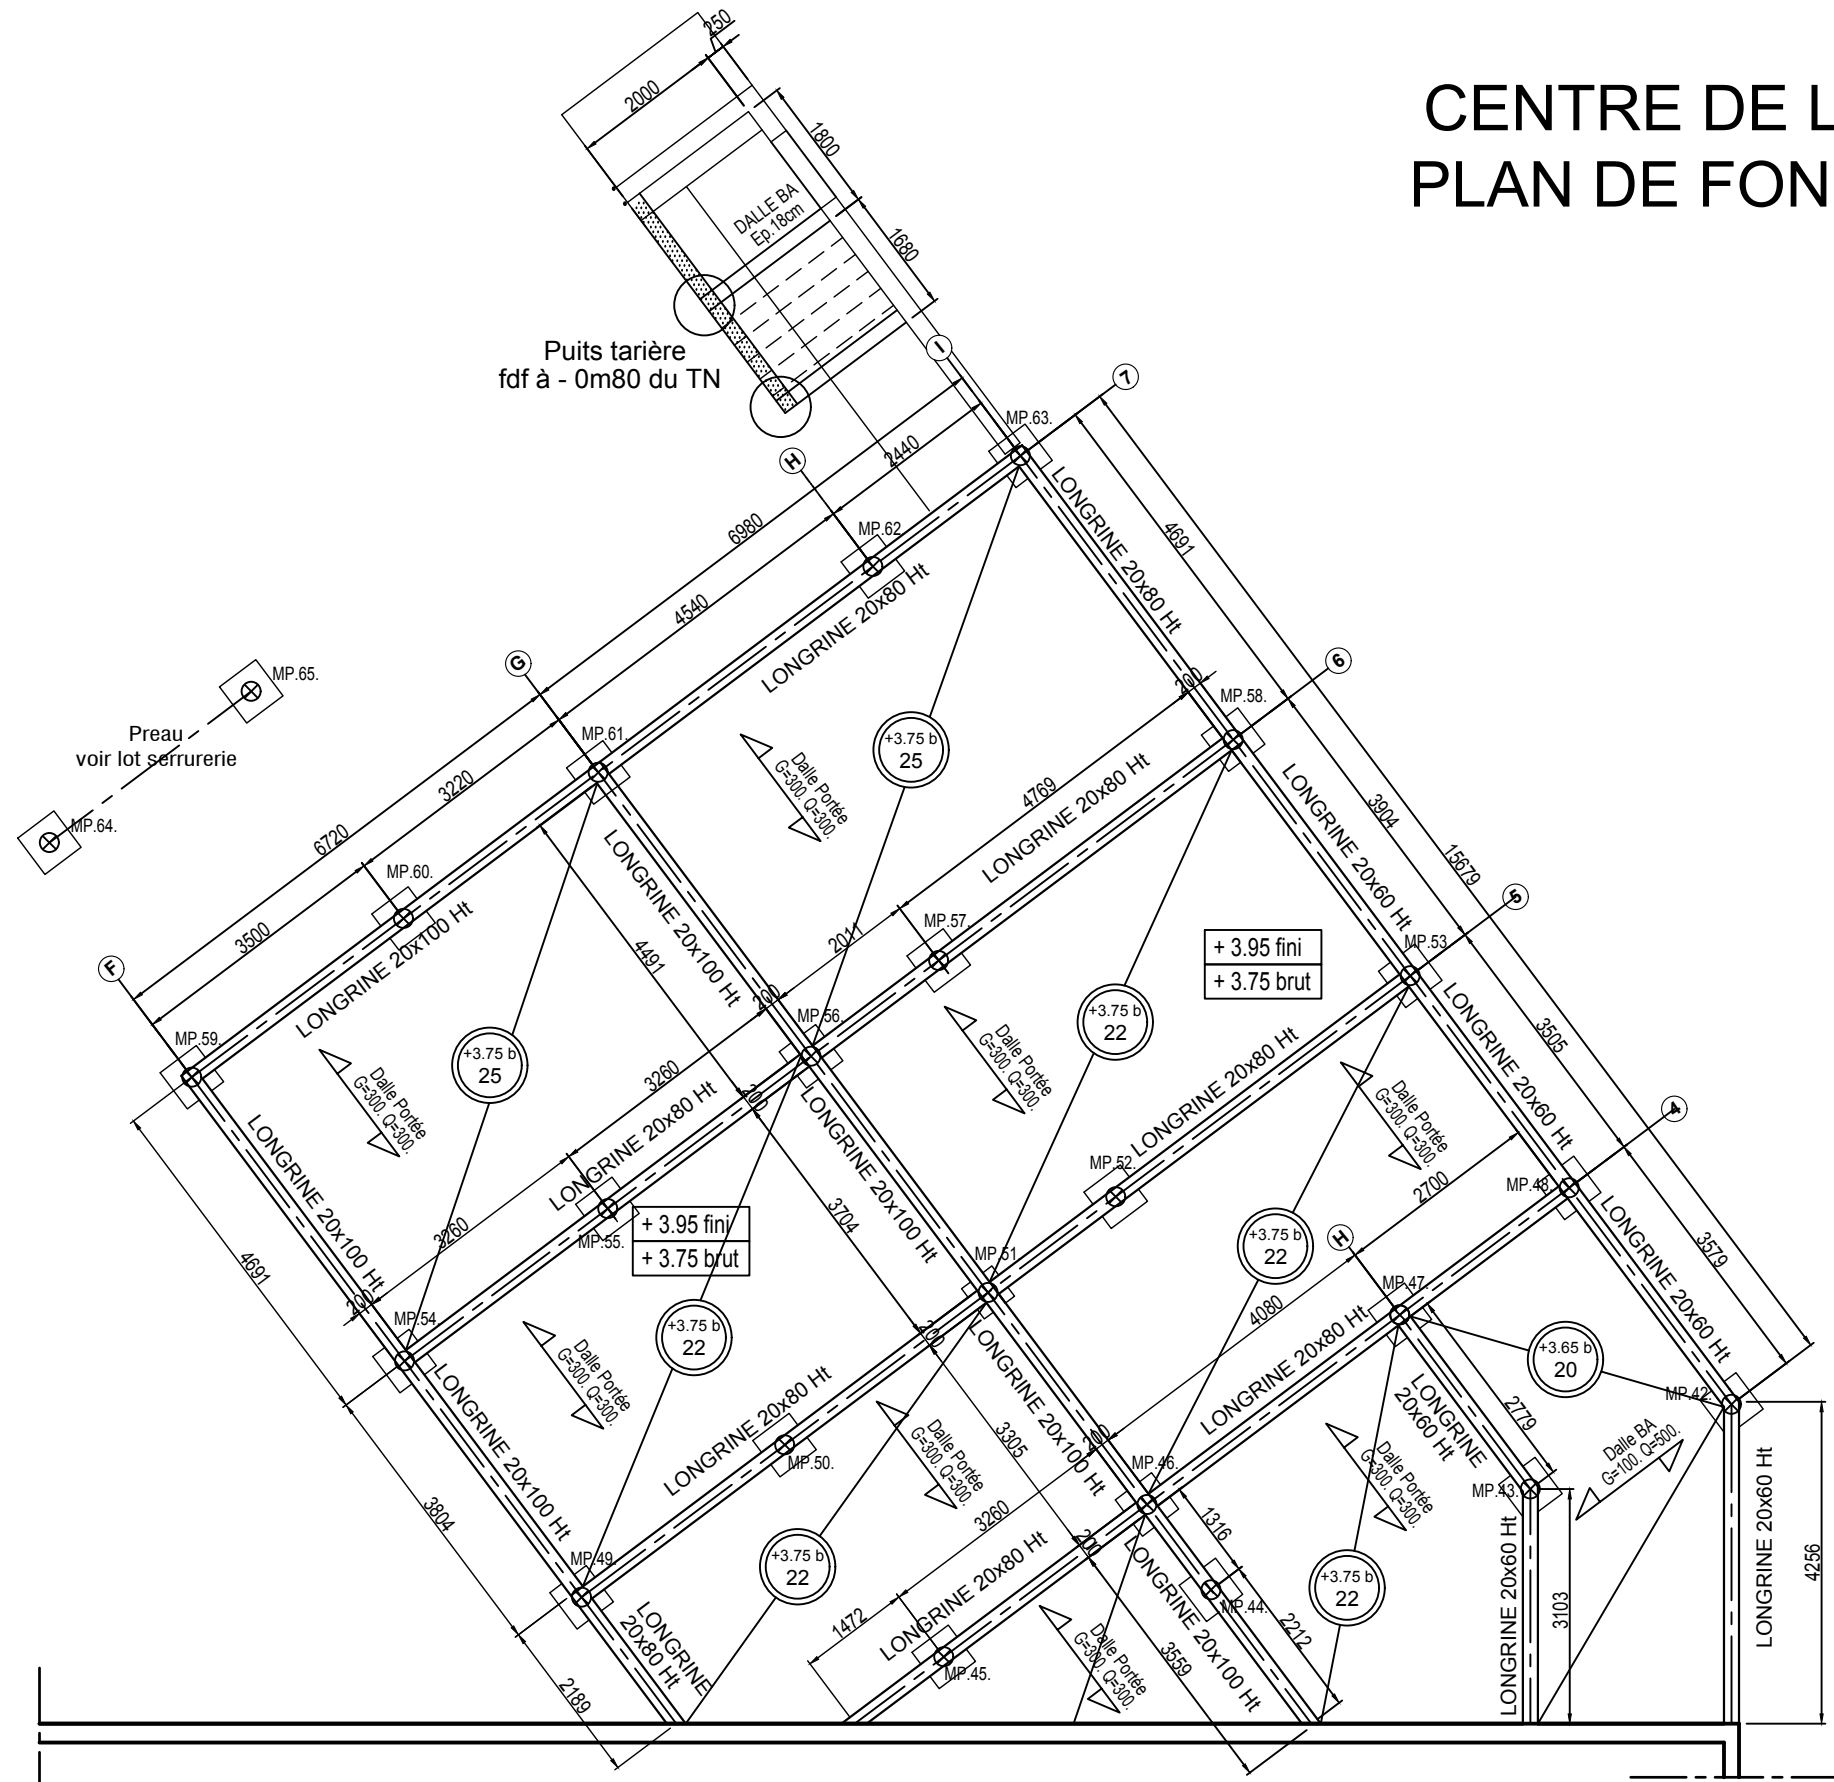 CENTRE DE L
PLAN DE FON
250
2000
1800
DALLE BA
Ep.18cm
1680
Puits tarière
fdf à - 0m80 du TN
I
7
MP.63.
2440
H
6980
MP.62
4540
LONGRINE 20x80 Ht
LONGRINE 20x80 Ht
4691
G
6
MP.65.
Preau
voir lot serrurerie
MP.64.
MP.61.
3220
6720
MP.60.
3500
LONGRINE 20x100 Ht
F
MP.59.
200
MP.58.
+3.75 b
25
Dalle Portée
G=300. Q=300.
4769
LONGRINE 20x80 Ht
LONGRINE 20x60 Ht
3904
15679
5
LONGRINE 20x100 Ht
4491
2011
MP.57.
+ 3.95 fini
+ 3.75 brut
MP.53
200
MP.56.
+3.75 b
22
Dalle Portée
G=300. Q=300.
LONGRINE 20x80 Ht
LONGRINE 20x60 Ht
3505
4
+3.75 b
25
Dalle Portée
G=300. Q=300.
3260
200
LONGRINE 20x80 Ht
LONGRINE 20x100 Ht
LONGRINE 20x100 Ht
Dalle Portée
G=300. Q=300.
MP.52.
2700
MP.48.
4691
3260
MP.55.
+ 3.95 fini
+ 3.75 brut
3704
+3.75 b
22
H
LONGRINE 20x60 Ht
3579
200
MP.54.
MP.51
MP.47.
4080
+3.75 b
22
200
Dalle Portée
G=300. Q=300.
LONGRINE 20x80 Ht
LONGRINE 20x100 Ht
LONGRINE 20x80 Ht
+3.65 b
20
MP.42.
LONGRINE 20x100 Ht
LONGRINE
20x60 Ht
2779
Dalle BA
G=100. Q=500.
3804
MP.50.
Dalle Portée
G=300. Q=300.
3305
200
MP.46.
Dalle Portée
G=300. Q=300.
MP.43.
3260
1316
MP.49.
+3.75 b
22
200
LONGRINE 20x80 Ht
LONGRINE 20x100 Ht
+3.75 b
22
LONGRINE 20x60 Ht
3103
LONGRINE 20x60 Ht
4256
LONGRINE
20x80 Ht
1472
MP.44.
2212
MP.45.
Dalle Portée
G=300. Q=300.
3559
2189